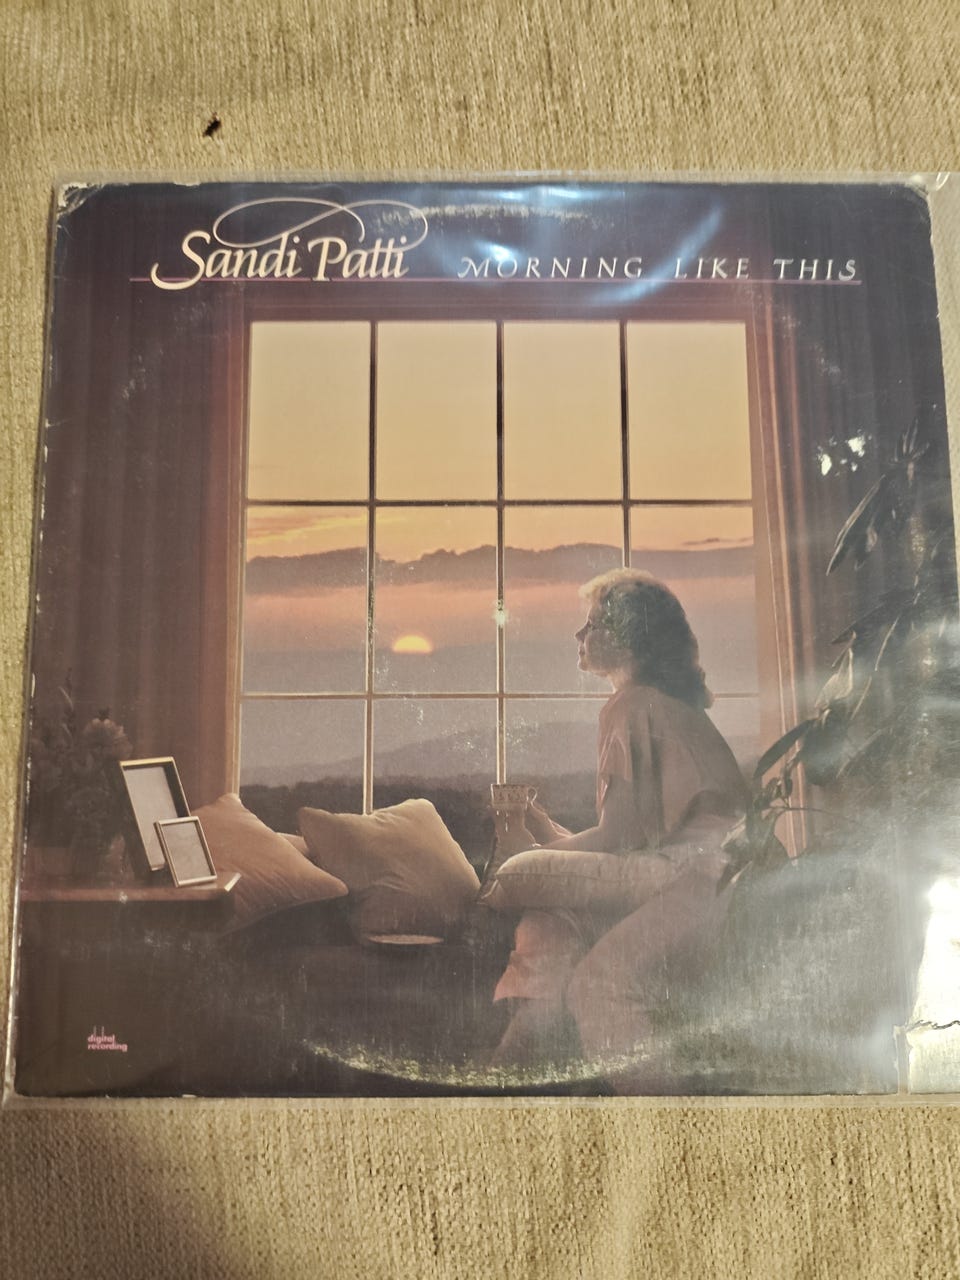 Sandi Patti MORNING LIKE THIS
digital
recording